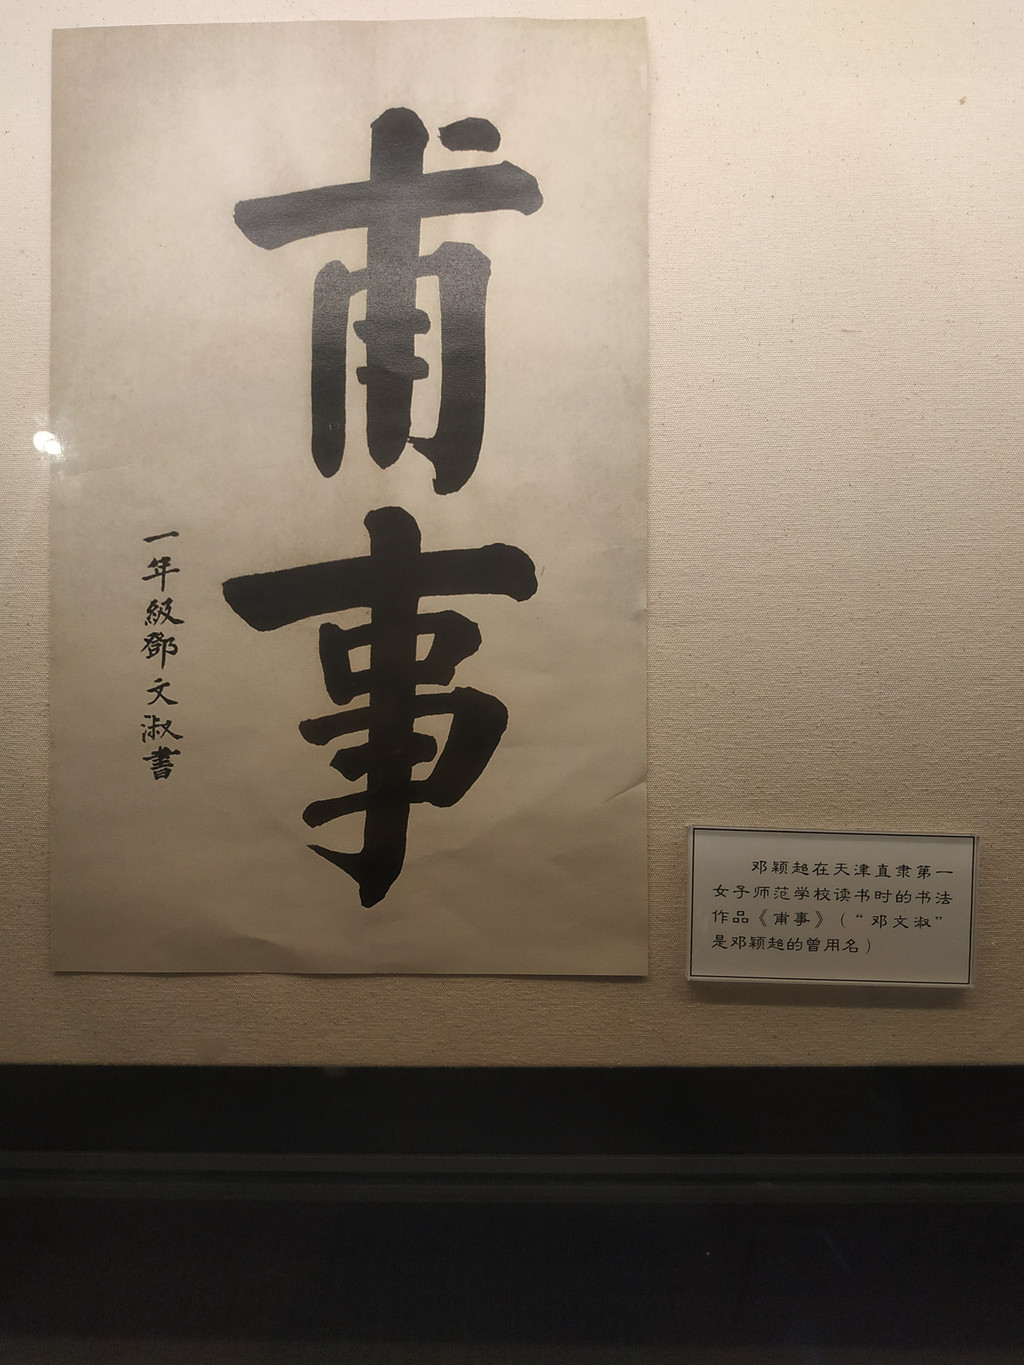 甫事
一年級鄧文淑書
邓颖超在天津直隶第一
女子师范学校读书时的书法
作品《甫事》（“邓文淑”
是邓颖超的曾用名）